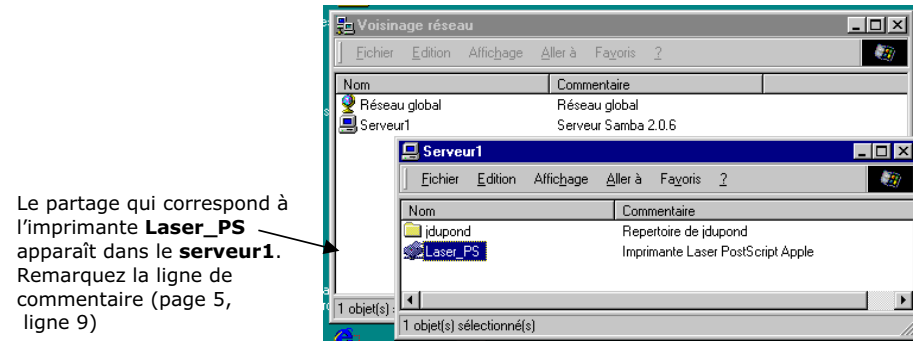 Voisinage réseau
Fichier Edition Affichage Aller à Favoris ?
Nom Commentaire
Réseau global Réseau global
Serveur1 Serveur Samba 2.0.6
Serveur1
Fichier Edition Affichage Aller à Favoris ?
Nom Commentaire
jdupond Repertoire de jdupond
Laser_PS Imprimante Laser PostScript Apple
1 objet(s)
1 objet(s) sélectionné(s)
Le partage qui correspond à
l’imprimante Laser_PS
apparaît dans le serveur1.
Remarquez la ligne de
commentaire (page 5,
ligne 9)